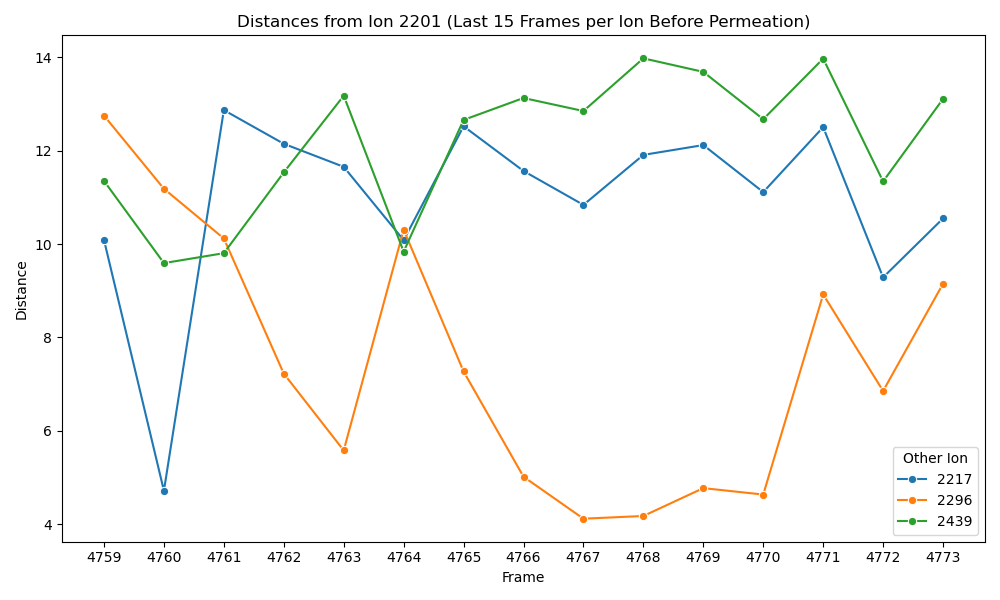 Distances from Ion 2201 (Last 15 Frames per Ion Before Permeation)
Distance
14
12
10
8
6
4
4759 4760 4761 4762 4763 4764 4765 4766 4767 4768 4769 4770 4771 4772 4773
Frame
Other Ion
2217
2296
2439